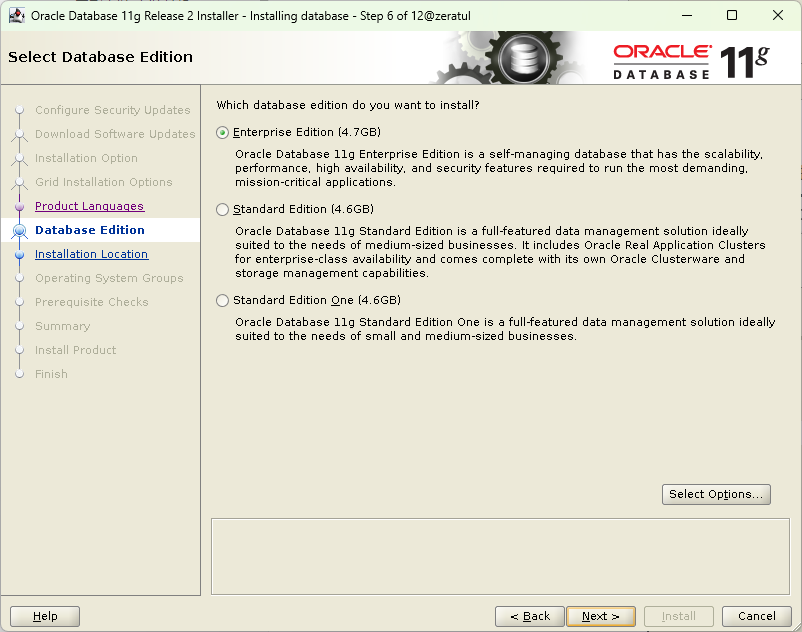 Oracle Database 11g Release 2 Installer - Installing database - Step 6 of 12@zeratul
Select Database Edition
ORACLE
DATABASE 11g
Configure Security Updates
Download Software Updates
Installation Option
Grid Installation Options
Product Languages
Database Edition
Installation Location
Operating System Groups
Prerequisite Checks
Summary
Install Product
Finish
Which database edition do you want to install?
Enterprise Edition (4.7GB)
Oracle Database 11g Enterprise Edition is a self-managing database that has the scalability,
performance, high availability, and security features required to run the most demanding,
mission-critical applications.
Standard Edition (4.6GB)
Oracle Database 11g Standard Edition is a full-featured data management solution ideally
suited to the needs of medium-sized businesses. It includes Oracle Real Application Clusters
for enterprise-class availability and comes complete with its own Oracle Clusterware and
storage management capabilities.
Standard Edition One (4.6GB)
Oracle Database 11g Standard Edition One is a full-featured data management solution ideally
suited to the needs of small and medium-sized businesses.
Select Options...
Help
< Back
Next >
Install
Cancel